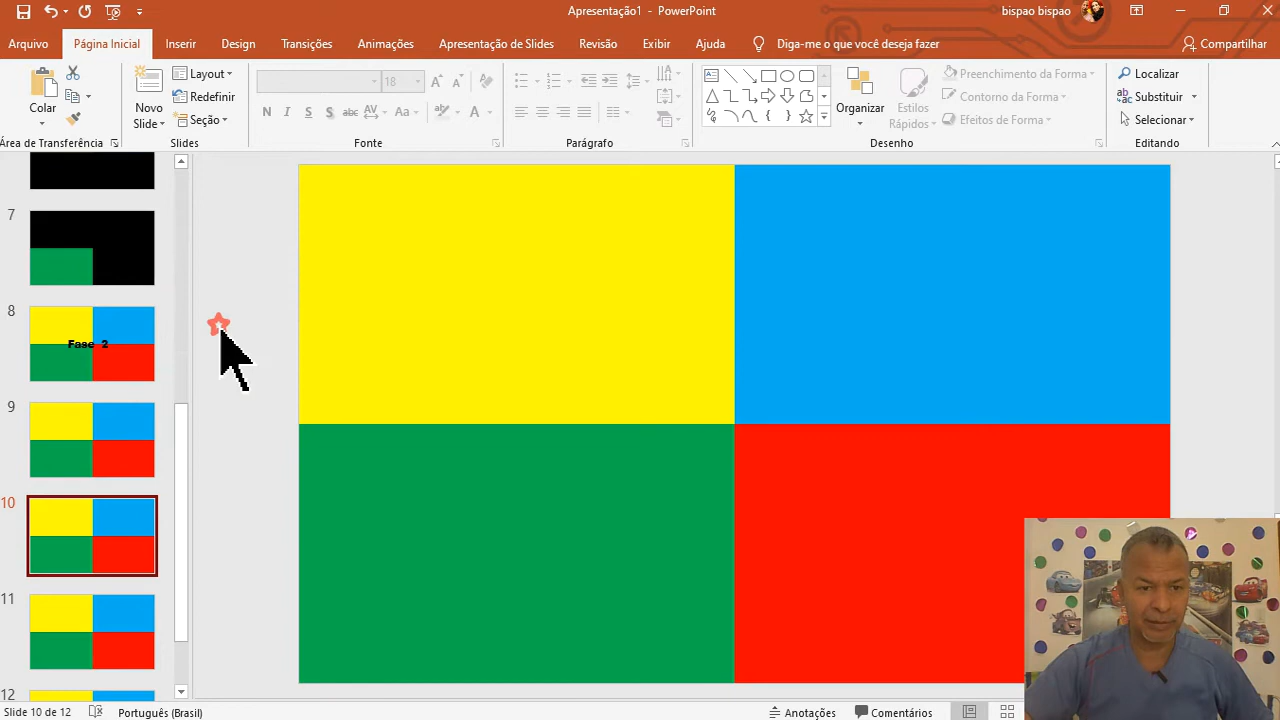 Apresentação1 - PowerPoint
bispao bispao
Arquivo
Página Inicial
Inserir
Design
Transições
Animações
Apresentação de Slides
Revisão
Exibir
Ajuda
Diga-me o que você deseja fazer
Compartilhar
Colar
Área de Transferência
Novo
Slide
Layout
Redefinir
Seção
Slides
18
N
I
S
S
abc
AV
Aa
A
Fonte
Parágrafo
Organizar
Estilos
Rápidos
Preenchimento da Forma
Contorno da Forma
Efeitos de Forma
Desenho
Localizar
Substituir
Selecionar
Editando
7
8
Fase 2
9
10
11
12
Slide 10 de 12
Português (Brasil)
Anotações
Comentários